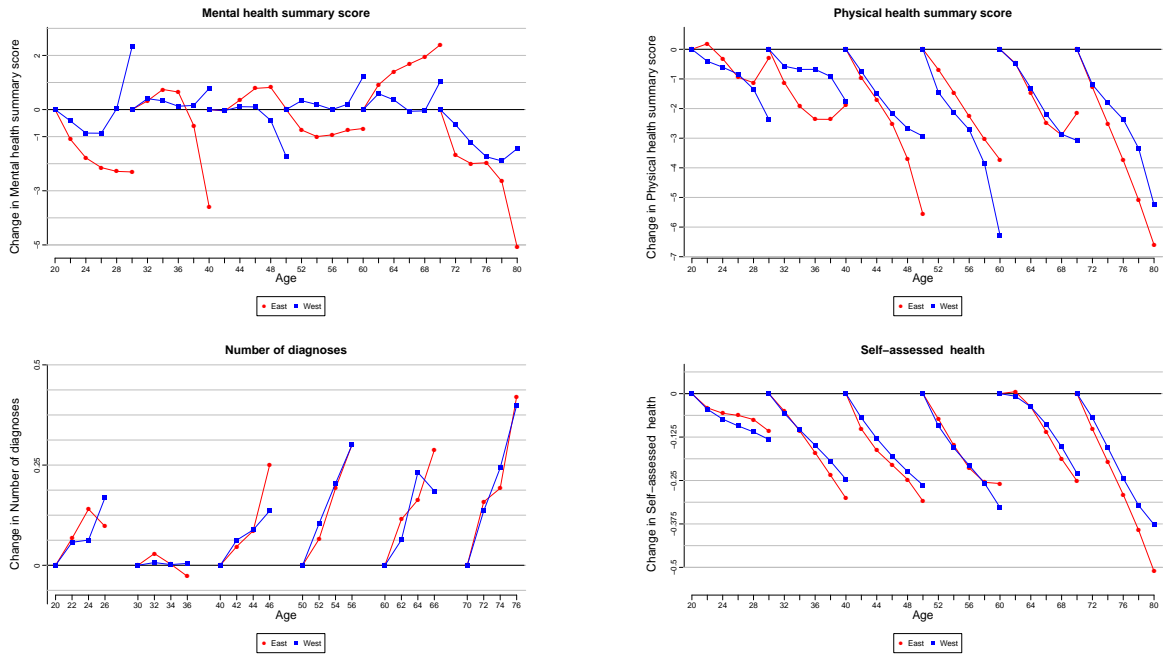 Mental health summary score
Change in Mental health summary score
2
0
-1
-3
-5
20 24 28 32 36 40 44 48 52 56 60 64 68 72 76 80
Age
East West
Physical health summary score
Change in Physical health summary score
0
-1
-2
-3
-4
-5
-6
-7
20 24 28 32 36 40 44 48 52 56 60 64 68 72 76 80
Age
East West
Number of diagnoses
Change in Number of diagnoses
0.5
0.25
0
20 22 24 26 30 32 34 36 40 42 44 46 50 52 54 56 60 62 64 66 70 72 74 76
Age
East West
Self-assessed health
Change in Self-assessed health
0
-0.125
-0.25
-0.375
-0.5
20 24 28 32 36 40 44 48 52 56 60 64 68 72 76 80
Age
East West